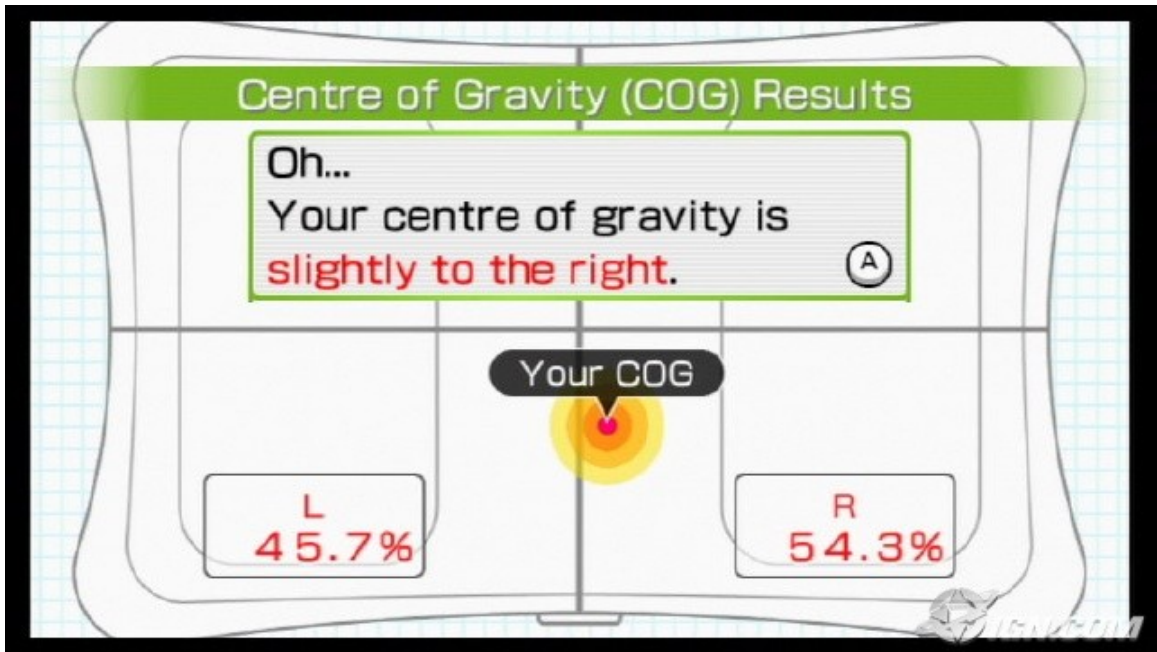 Centre of Gravity (COG) Results
Oh...
Your centre of gravity is
slightly to the right.
A
Your COG
L
45.7%
R
54.3%
IGN.COM